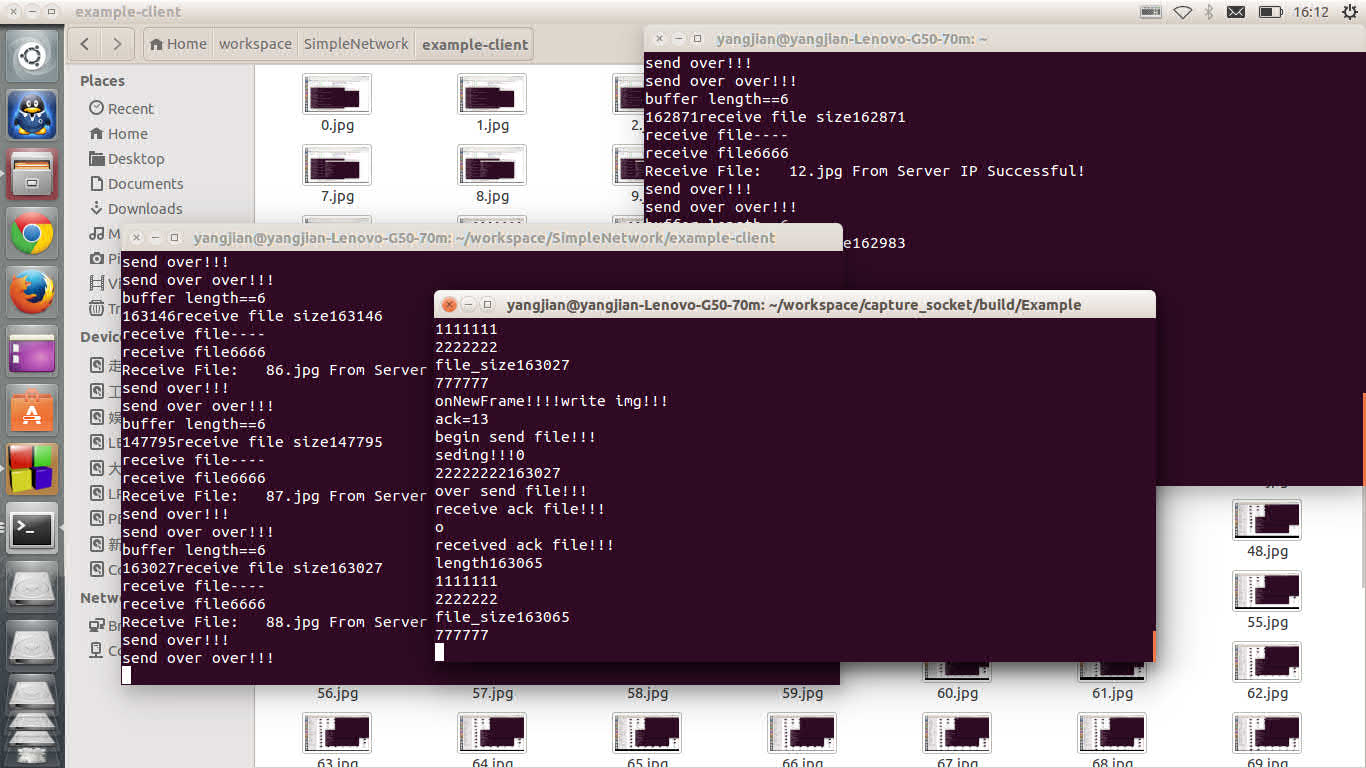 example-client
16:12
Home workspace SimpleNetwork example-client
Places
Recent
Home
Desktop
Documents
Downloads
0.jpg
1.jpg
2.
7.jpg
8.jpg
9.
yangjian@yangjian-Lenovo-G50-70m: ~
send over!!!
send over over!!!
buffer length==6
162871receive file size162871
receive file----
receive file6666
Receive File:   12.jpg From Server IP Successful!
send over!!!
send over over!!!
buffer length==6
ze162983
yangjian@yangjian-Lenovo-G50-70m: ~/workspace/SimpleNetwork/example-client
send over!!!
send over over!!!
buffer length==6
163146receive file size163146
receive file----
receive file6666
Receive File:   86.jpg From Server
send over!!!
send over over!!!
buffer length==6
147795receive file size147795
receive file----
receive file6666
Receive File:   87.jpg From Server
send over!!!
send over over!!!
buffer length==6
163027receive file size163027
receive file----
receive file6666
Receive File:   88.jpg From Server
send over!!!
send over over!!!
yangjian@yangjian-Lenovo-G50-70m: ~/workspace/capture_socket/build/Example
1111111
2222222
file_size163027
777777
onNewFrame!!!!write img!!!
ack=13
begin send file!!!
seding!!!0
22222222163027
over send file!!!
receive ack file!!!
o
received ack file!!!
length163065
1111111
2222222
file_size163065
777777
M
Pi
Vi
Tr
Devic
走
工
娱
LE
大
LR
PE
新
Co
Netw
Br
Co
48.jpg
55.jpg
56.jpg
57.jpg
58.jpg
59.jpg
60.jpg
61.jpg
62.jpg
63.jpg
64.jpg
65.jpg
66.jpg
67.jpg
68.jpg
69.jpg